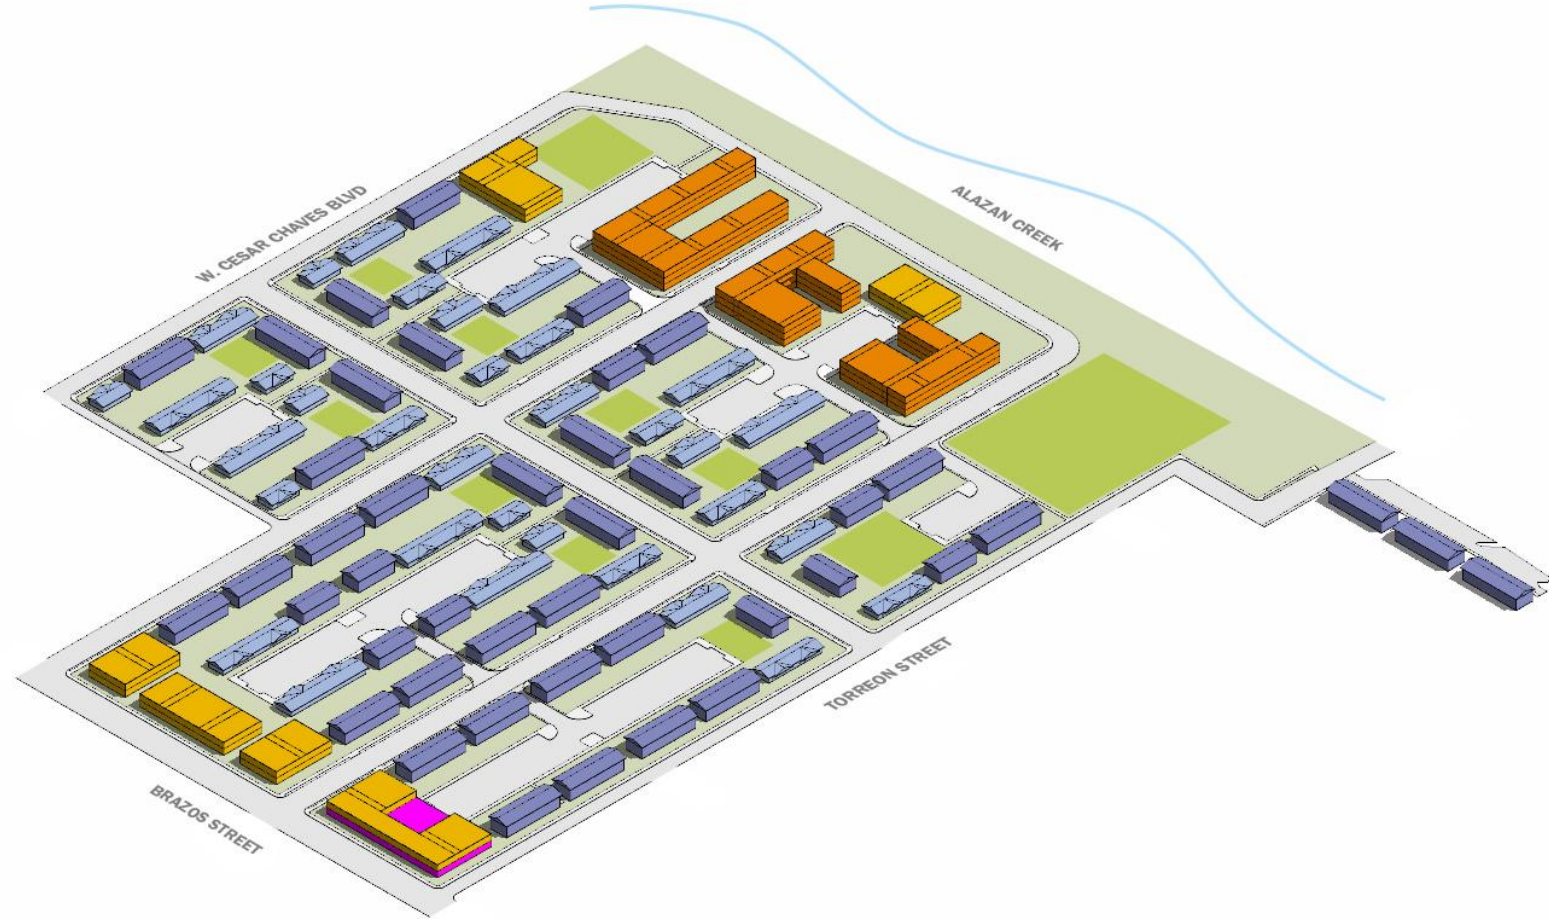 W. CESAR CHAVES BLVD
ALAZAN CREEK
TORREON STREET
BRAZOS STREET